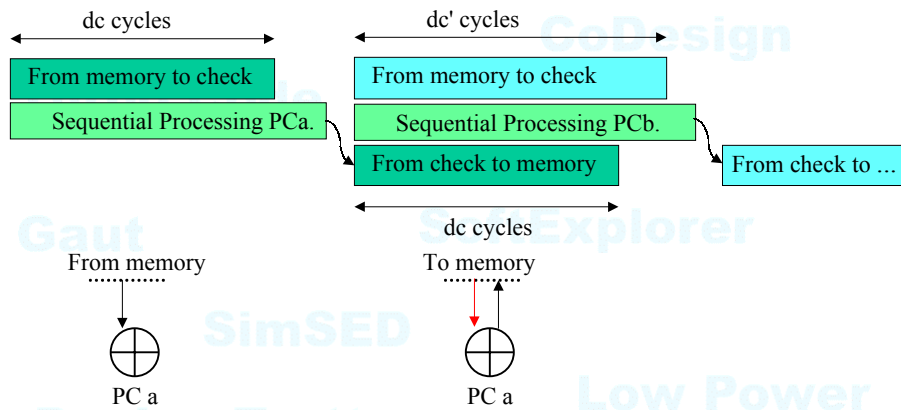 dc cycles
dc' cycles
CoDesign
From memory to check
From memory to check
Sequential Processing PCa.
Sequential Processing PCb.
From check to memory
From check to ...
dc cycles
Gaut
SoftExplorer
From memory
To memory
SimSED
PC a
PC a
Low Power